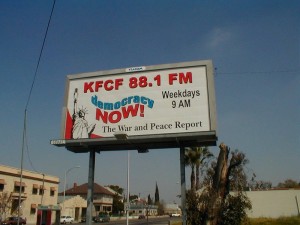 KFCF 88.1 FM
democracy
NOW!
Weekdays
9 AM
The War and Peace Report